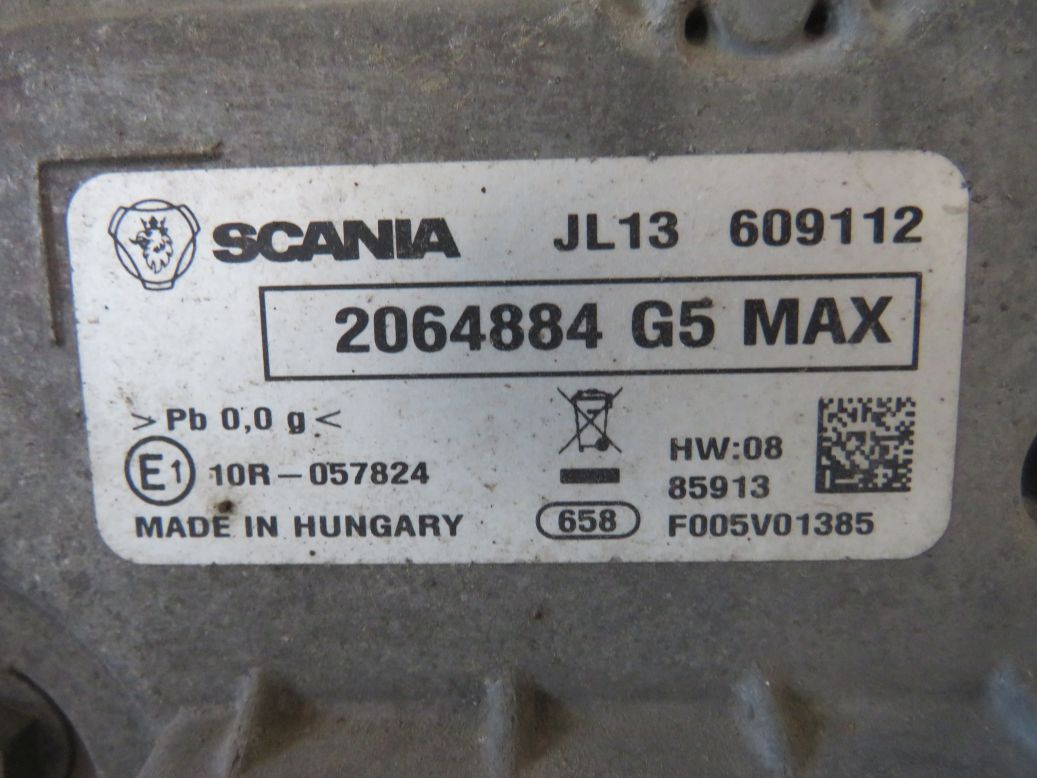 SCANIA JL13 609112
2064884 G5 MAX
>Pb 0,0 g<
E1 10R-057824
HW:08
85913
MADE IN HUNGARY
658
F005V01385